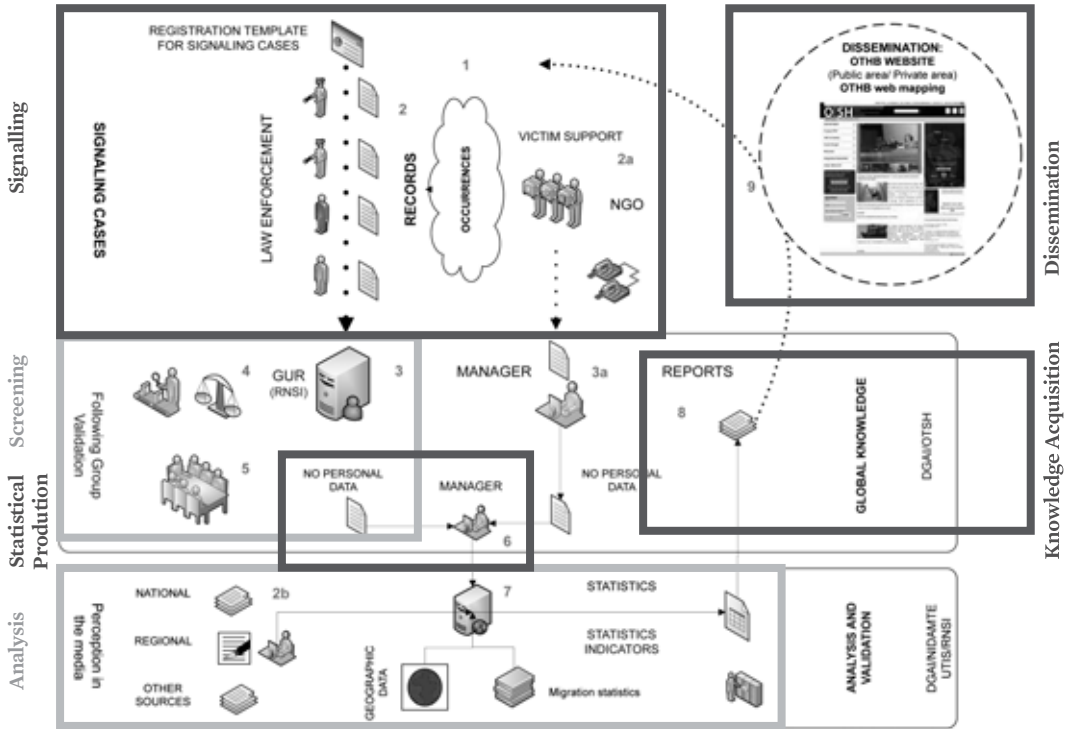 Signalling
SIGNALING CASES
REGISTRATION TEMPLATE
FOR SIGNALING CASES
LAW ENFORCEMENT
2
RECORDS
1
OCCURRENCES
VICTIM SUPPORT
2a
NGO
DISSEMINATION:
OTHB WEBSITE
(Public area/ Private area)
OTHB web mapping
O SH
9
Dissemination
Screening
Following Group
Validation
4
GUR
(RNSI)
3
5
MANAGER
3a
REPORTS
8
GLOBAL KNOWLEDGE
DGAI/OTSH
Knowledge Acquisition
Statistical
Prodution
NO PERSONAL
DATA
MANAGER
6
NO PERSONAL
DATA
Analysis
Perception in
the media
NATIONAL
2b
REGIONAL
OTHER
SOURCES
7
STATISTICS
STATISTICS
INDICATORS
GEOGRAPHIC
DATA
Migration statistics
ANALYSIS AND
VALIDATION
DGAI/NIDAMTE
UTIS/RNSI